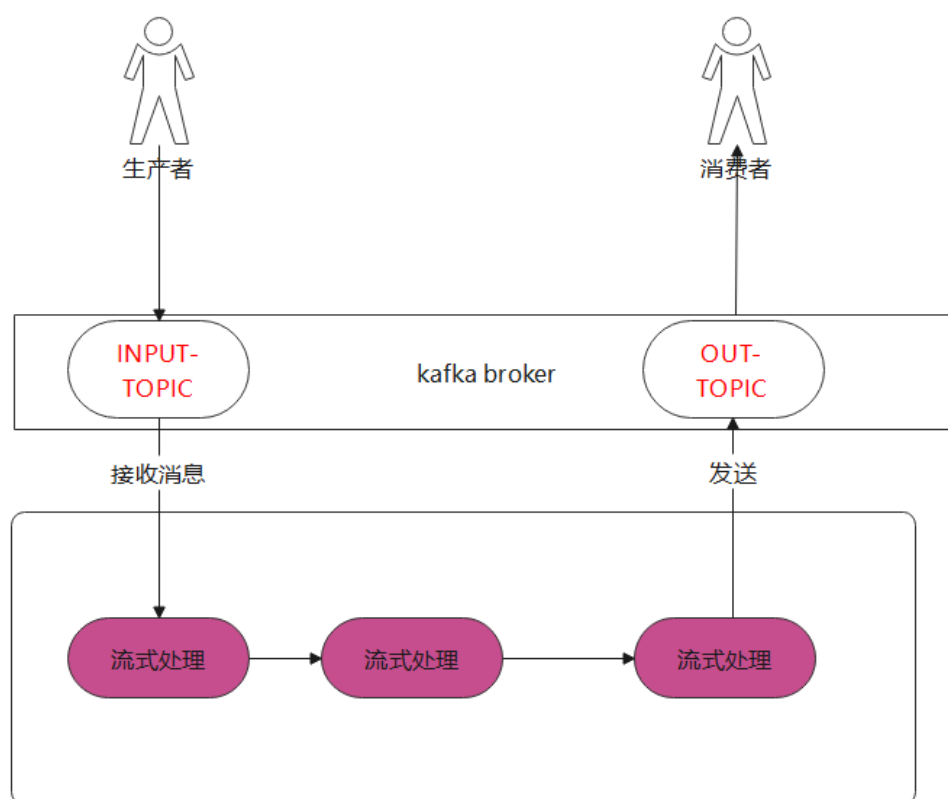 生产者
消费者
INPUT-
TOPIC
kafka broker
OUT-
TOPIC
接收消息
发送
流式处理
流式处理
流式处理